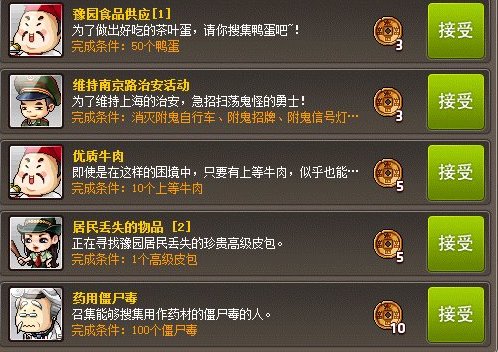 豫园食品供应[1]
为了做出好吃的茶叶蛋，请你搜集鸭蛋吧~!
完成条件：50个鸭蛋
3
接受
维持南京路治安活动
为了维持上海的治安，急招扫荡鬼怪的勇士!
完成条件：消灭附鬼自行车、附鬼招牌、附鬼信号灯…
3
接受
优质牛肉
即使是在这样的困境中，只要有上等牛肉，似乎也能…
完成条件：10个上等牛肉
5
接受
居民丢失的物品 [2]
正在寻找豫园居民丢失的珍贵高级皮包。
完成条件：1个高级皮包
5
接受
药用僵尸毒
召集能够搜集用作药材的僵尸毒的人。
完成条件：100个僵尸毒
10
接受